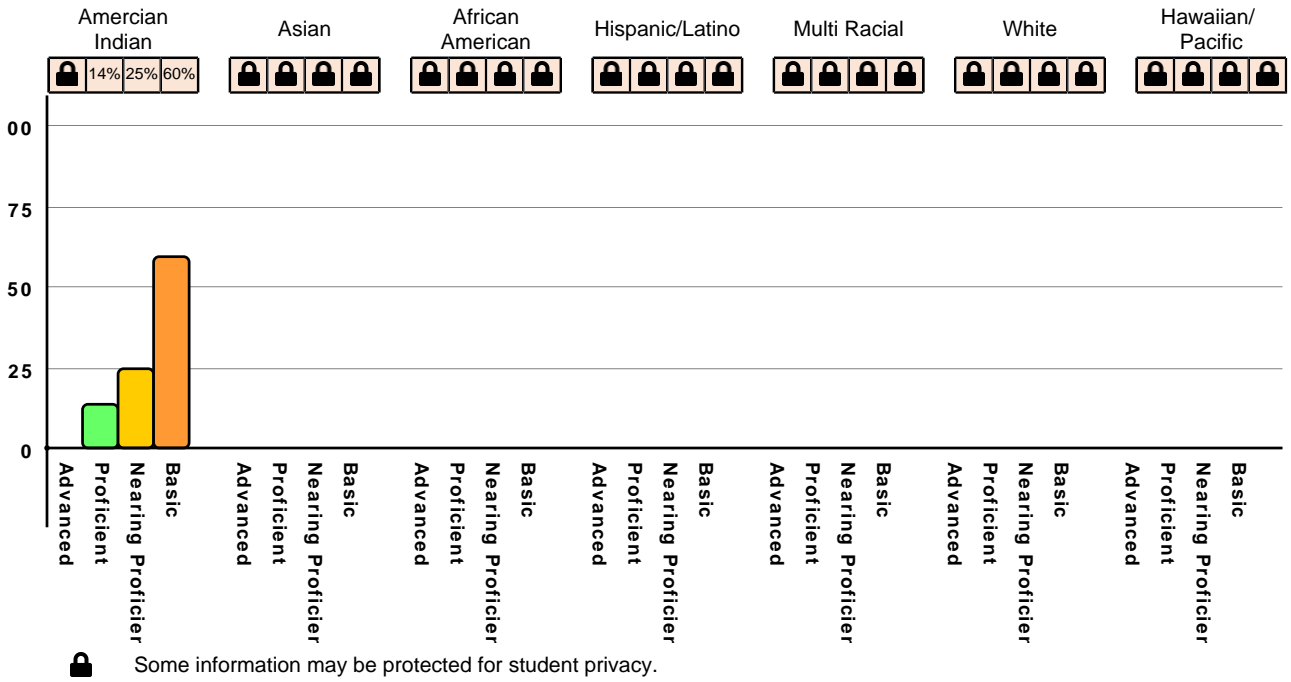 Amercian
Indian
Asian
African
American
Hispanic/Latino
Multi Racial
White
Hawaiian/
Pacific
14% 25% 60%
00
75
50
25
0
Advanced
Proficient
Nearing Proficier
Basic
Advanced
Proficient
Nearing Proficier
Basic
Advanced
Proficient
Nearing Proficier
Basic
Advanced
Proficient
Nearing Proficier
Basic
Advanced
Proficient
Nearing Proficier
Basic
Advanced
Proficient
Nearing Proficier
Basic
Advanced
Proficient
Nearing Proficier
Basic
Some information may be protected for student privacy.